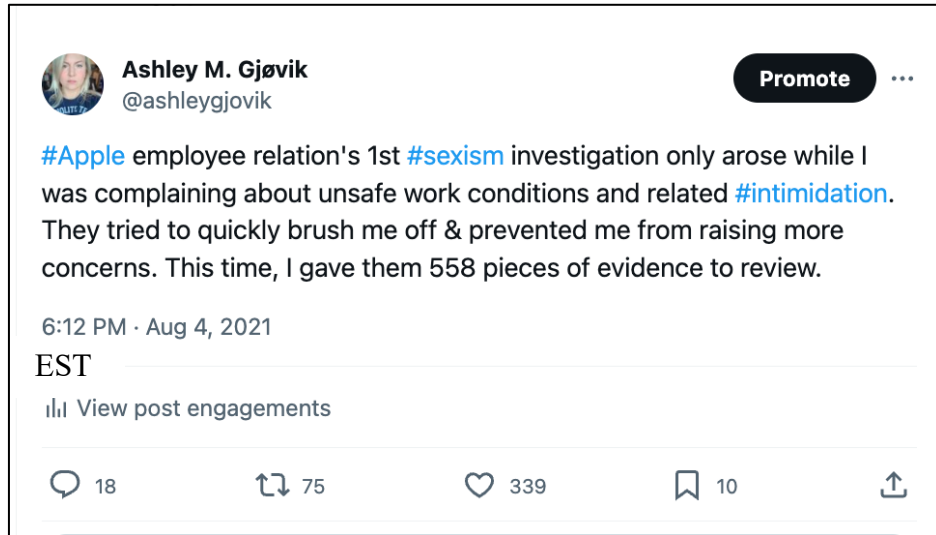 Ashley M. Gjøvik
@ashleygjovik
Promote
#Apple employee relation's 1st #sexism investigation only arose while I
was complaining about unsafe work conditions and related #intimidation.
They tried to quickly brush me off & prevented me from raising more
concerns. This time, I gave them 558 pieces of evidence to review.
6:12 PM · Aug 4, 2021
EST
View post engagements
18 75 339 10